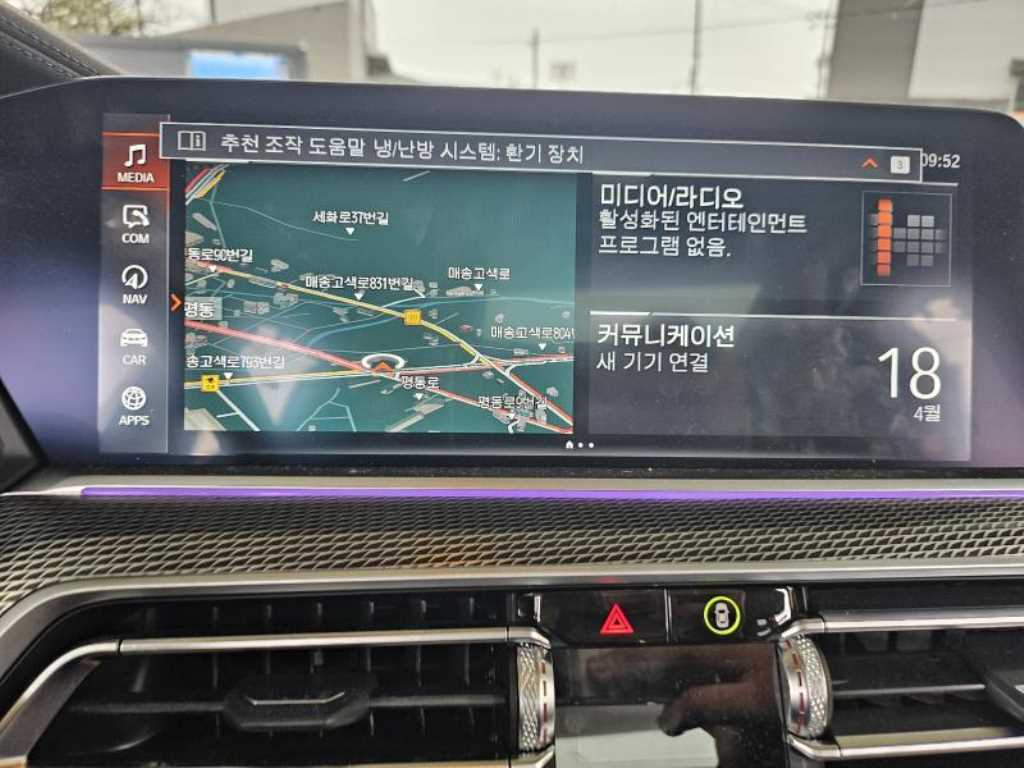 추천 조작 도움말 냉/난방 시스템: 환기 장치
3
09:52
MEDIA
COM
NAV
CAR
APPS
세화로37번길
동로90번길
매송고색로831번길
매송고색로
평동
매송고색로804
송고색로793번길
평동로
미디어/라디오
활성화된 엔터테인먼트
프로그램 없음.
커뮤니케이션
새 기기 연결
18
4월